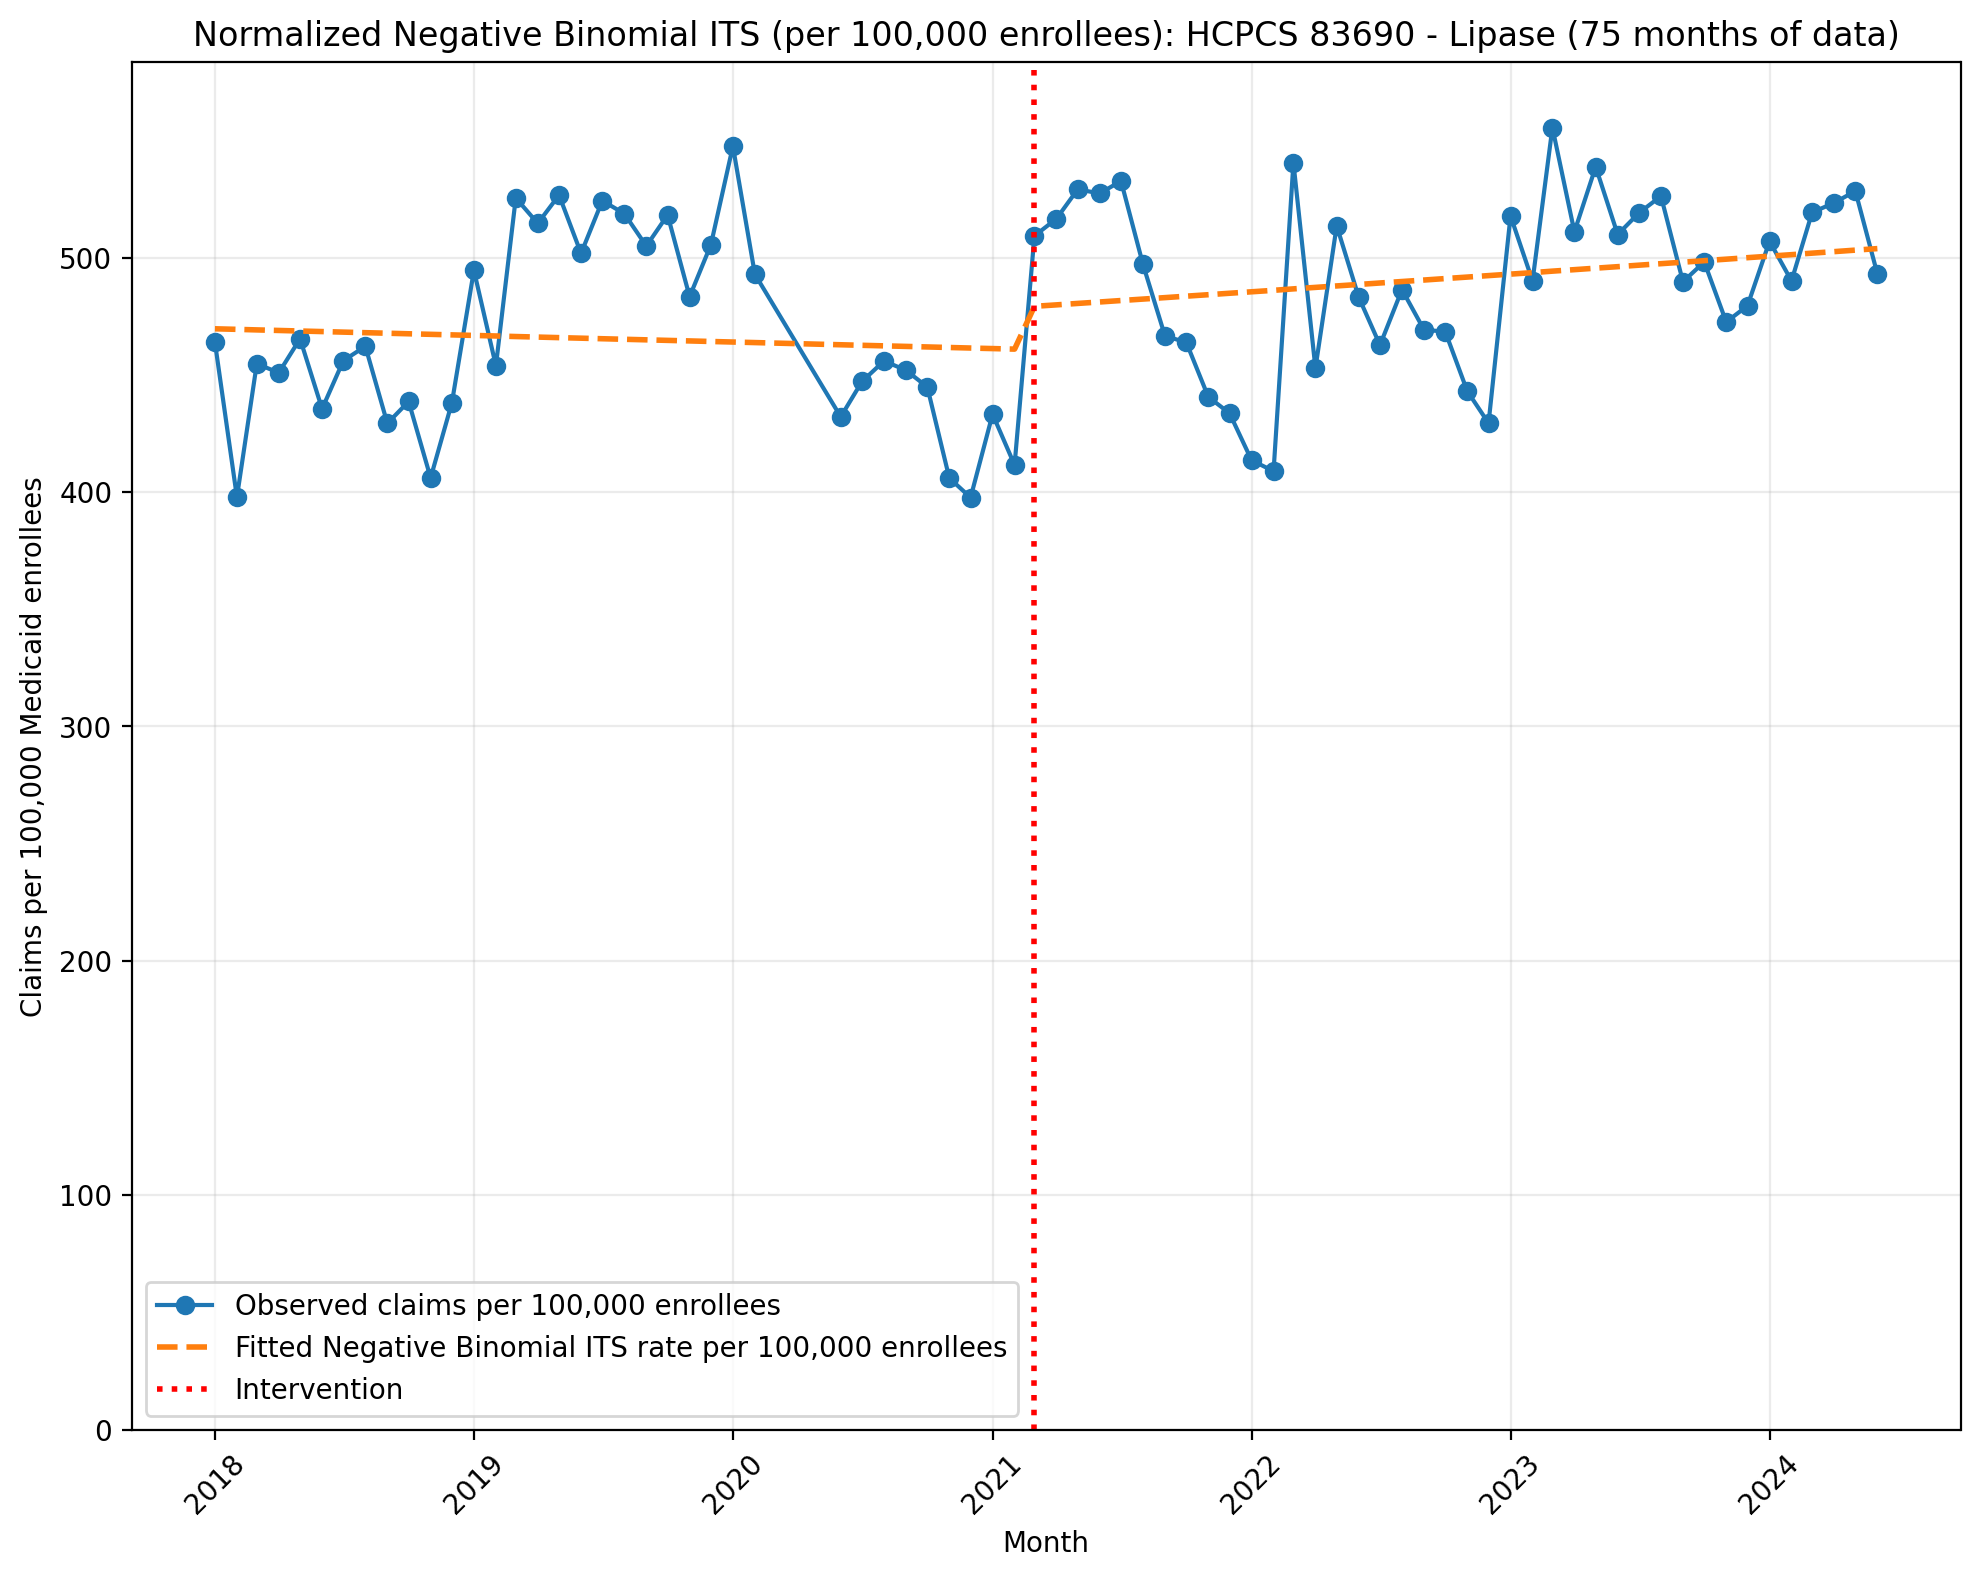 Normalized Negative Binomial ITS (per 100,000 enrollees): HCPCS 83690 - Lipase (75 months of data)
Claims per 100,000 Medicaid enrollees
500
400
300
200
100
0
Observed claims per 100,000 enrollees
Fitted Negative Binomial ITS rate per 100,000 enrollees
Intervention
2018
2019
2020
2021
2022
2023
2024
Month